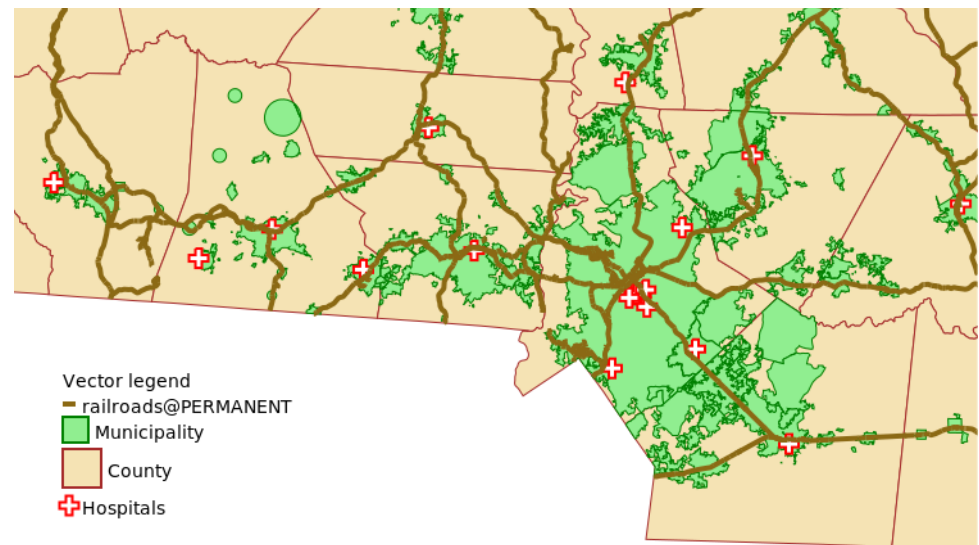 Vector legend
railroads@PERMANENT
Municipality
County
Hospitals